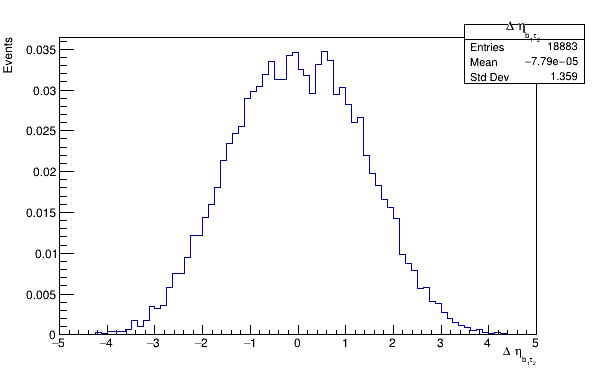 Δ η b₁τ₂
Entries 18883
Mean −7.79e−05
Std Dev 1.359
Events
0.035
0.03
0.025
0.02
0.015
0.01
0.005
0
−5 −4 −3 −2 −1 0 1 2 3 4 5
Δ η b₁τ₂